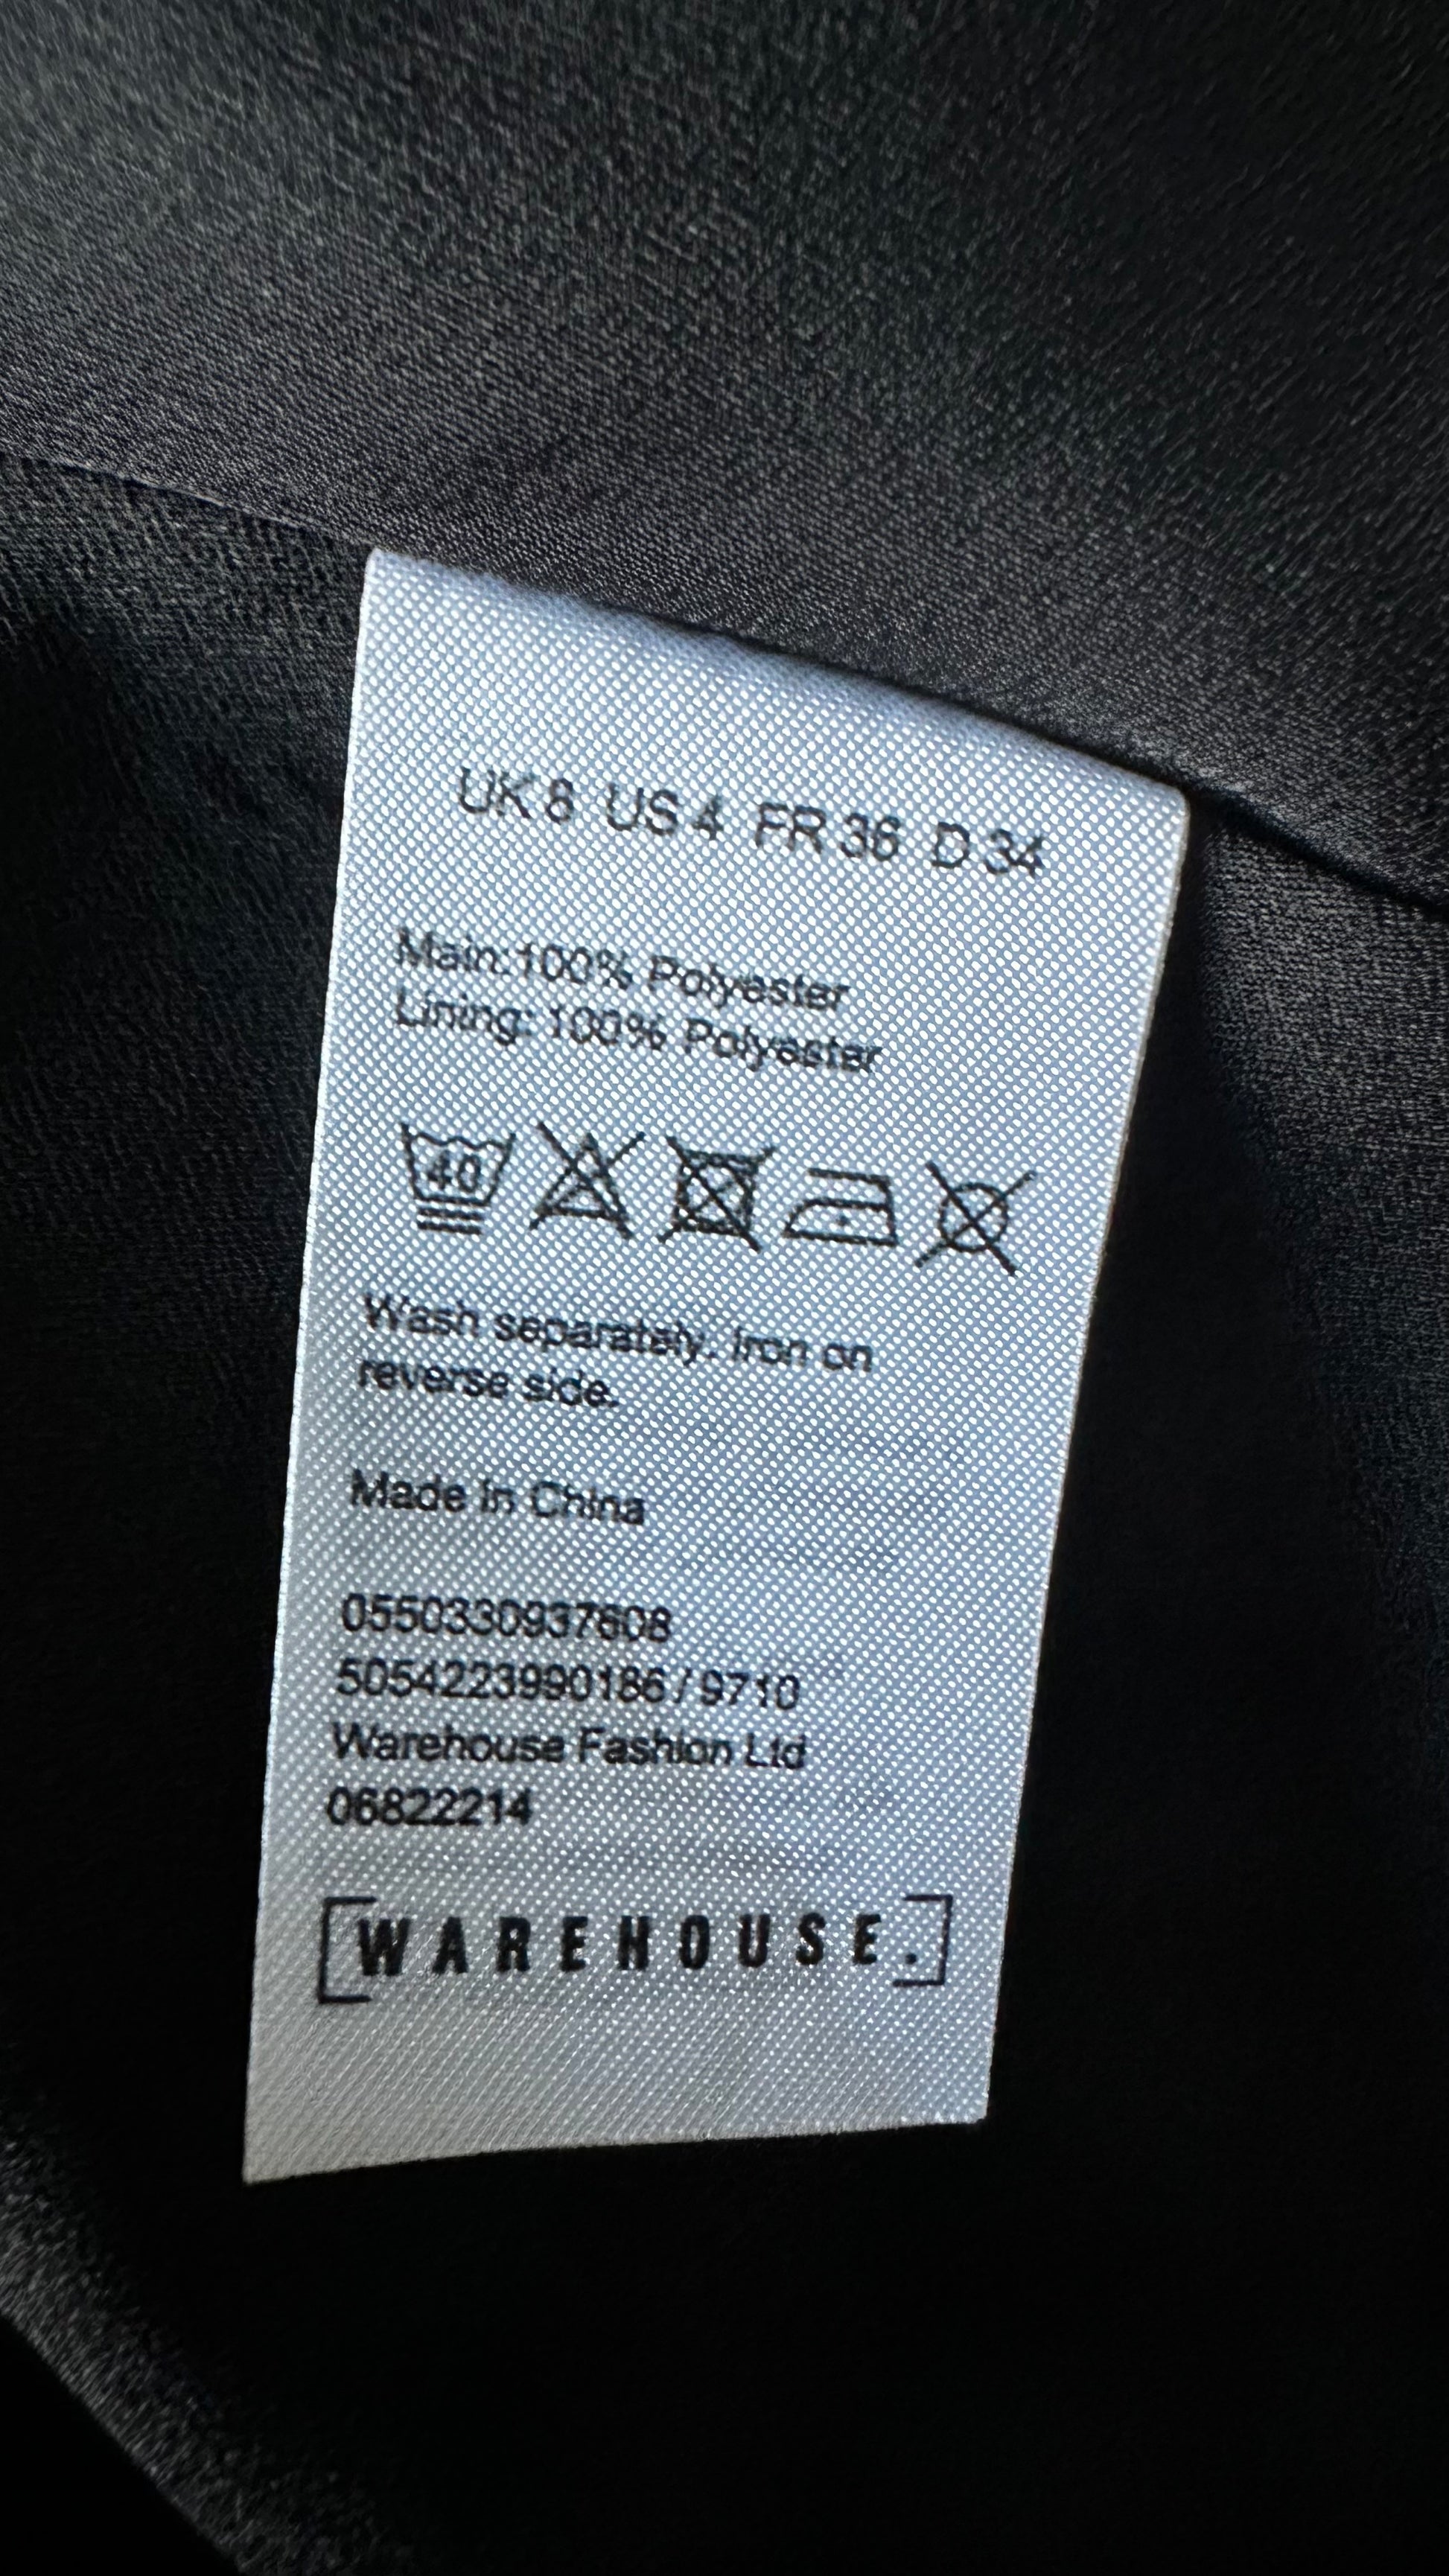 UK 8 US 4 FR 36 D 34
Main: 100% Polyester
Lining: 100% Polyester
40
Wash separately. Iron on
reverse side.
Made In China
0550330937608
5054223990186 / 9710
Warehouse Fashion Ltd
06822214
[WAREHOUSE.]